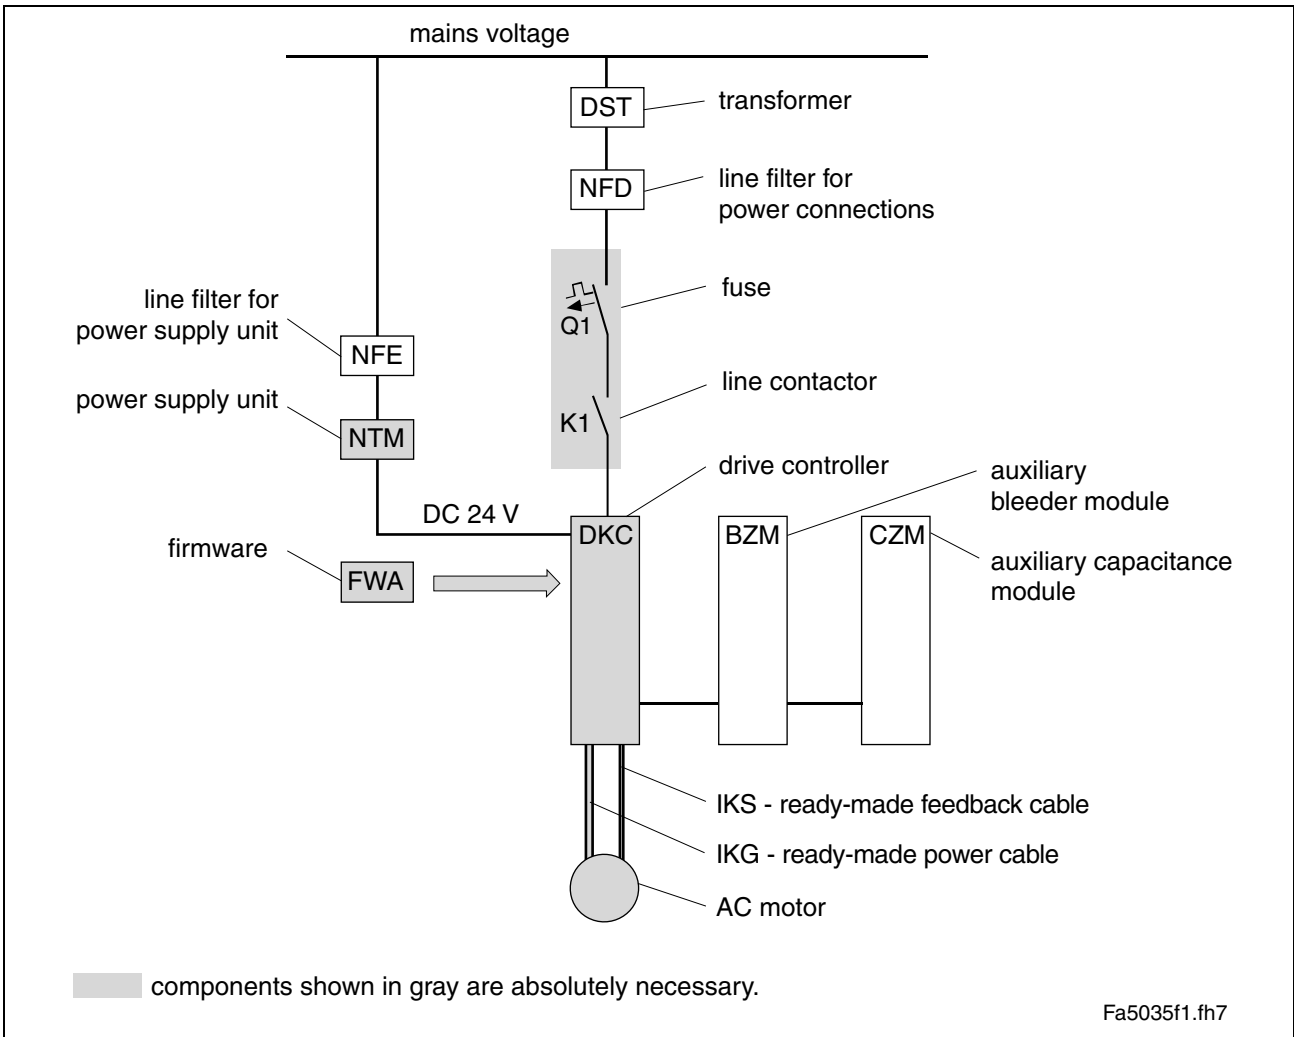 mains voltage
DST
transformer
NFD
line filter for
power connections
fuse
Q1
line filter for
power supply unit
NFE
line contactor
K1
power supply unit
NTM
drive controller
auxiliary
bleeder module
DC 24 V
DKC
BZM
CZM
firmware
FWA
auxiliary capacitance
module
IKS - ready-made feedback cable
IKG - ready-made power cable
AC motor
components shown in gray are absolutely necessary.
Fa5035f1.fh7